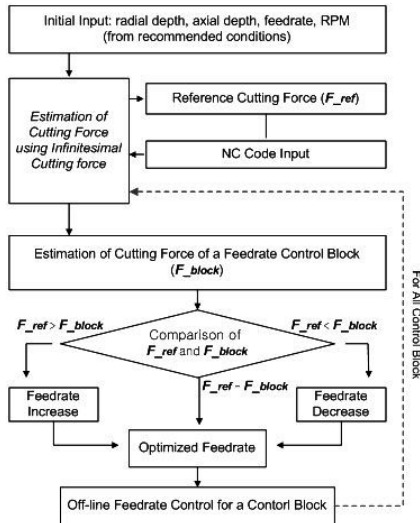 Initial Input: radial depth, axial depth, feedrate, RPM
(from recommended conditions)
Estimation of
Cutting Force
using Infinitesimal
Cutting force
Reference Cutting Force (F_ref)
NC Code Input
Estimation of Cutting Force of a Feedrate Control Block
(F_block)
F_ref > F_block
Comparison of
F_ref and F_block
F_ref < F_block
F_ref - F_block
Feedrate
Increase
Feedrate
Decrease
Optimized Feedrate
Off-line Feedrate Control for a Contorl Block
For All Control Block